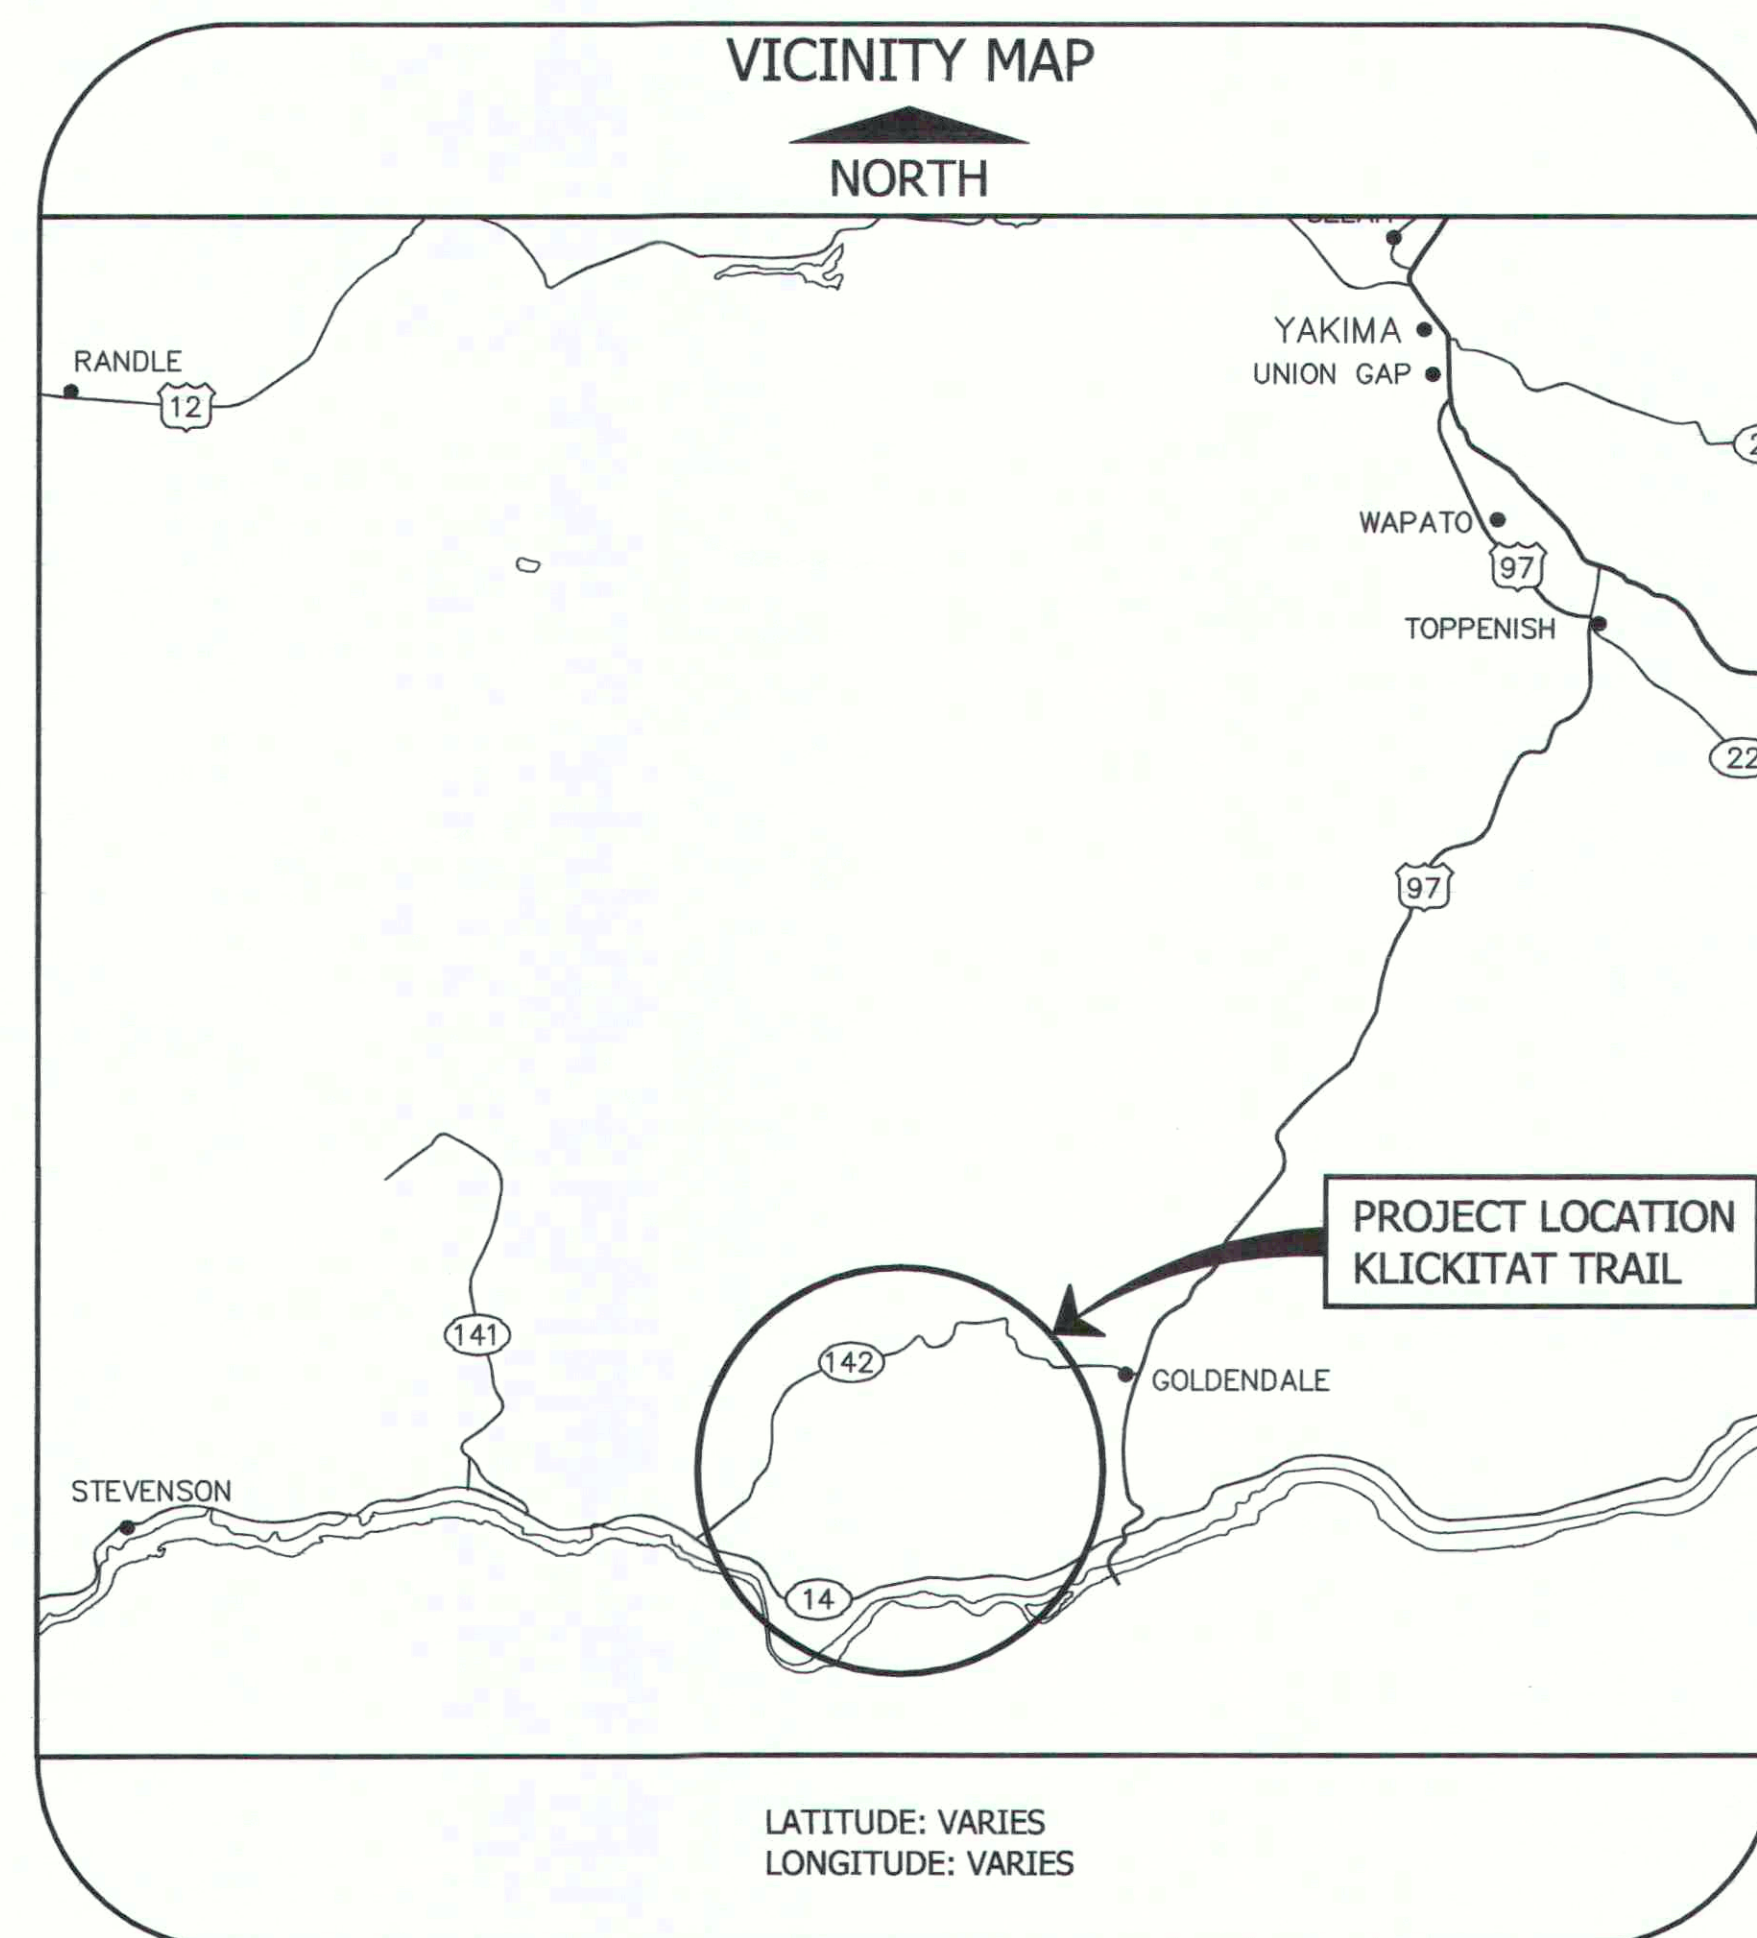 VICINITY MAP
NORTH
YAKIMA
RANDLE
UNION GAP
12
WAPATO
97
TOPPENISH
22
97
PROJECT LOCATION
KLICKITAT TRAIL
141
142
GOLDENDALE
STEVENSON
14
LATITUDE: VARIES
LONGITUDE: VARIES